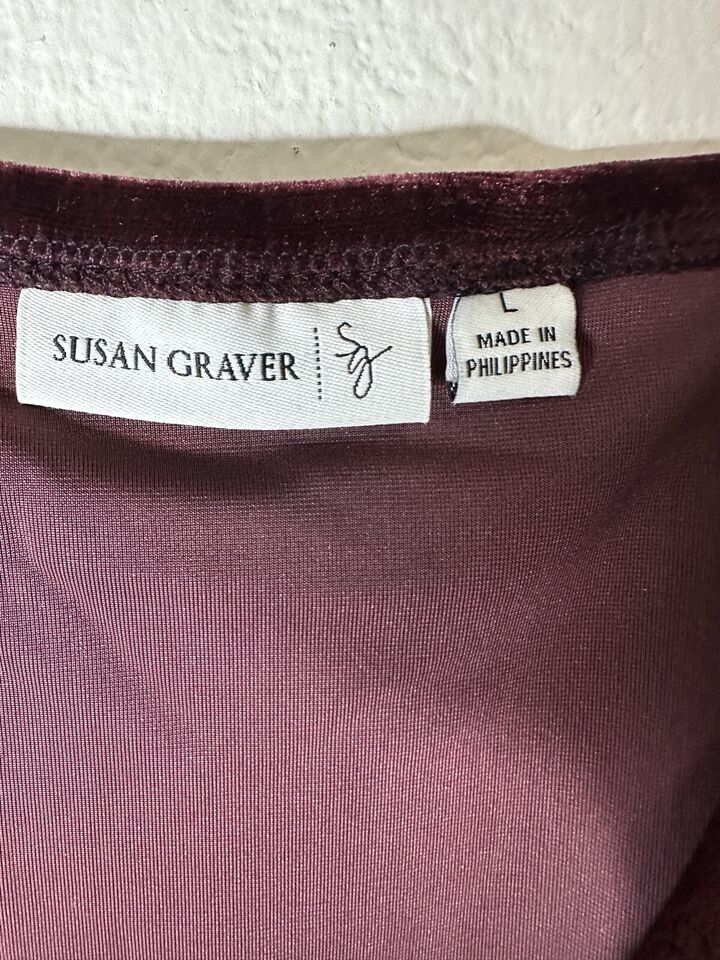 SUSAN GRAVER
Sg
L
MADE IN
PHILIPPINES